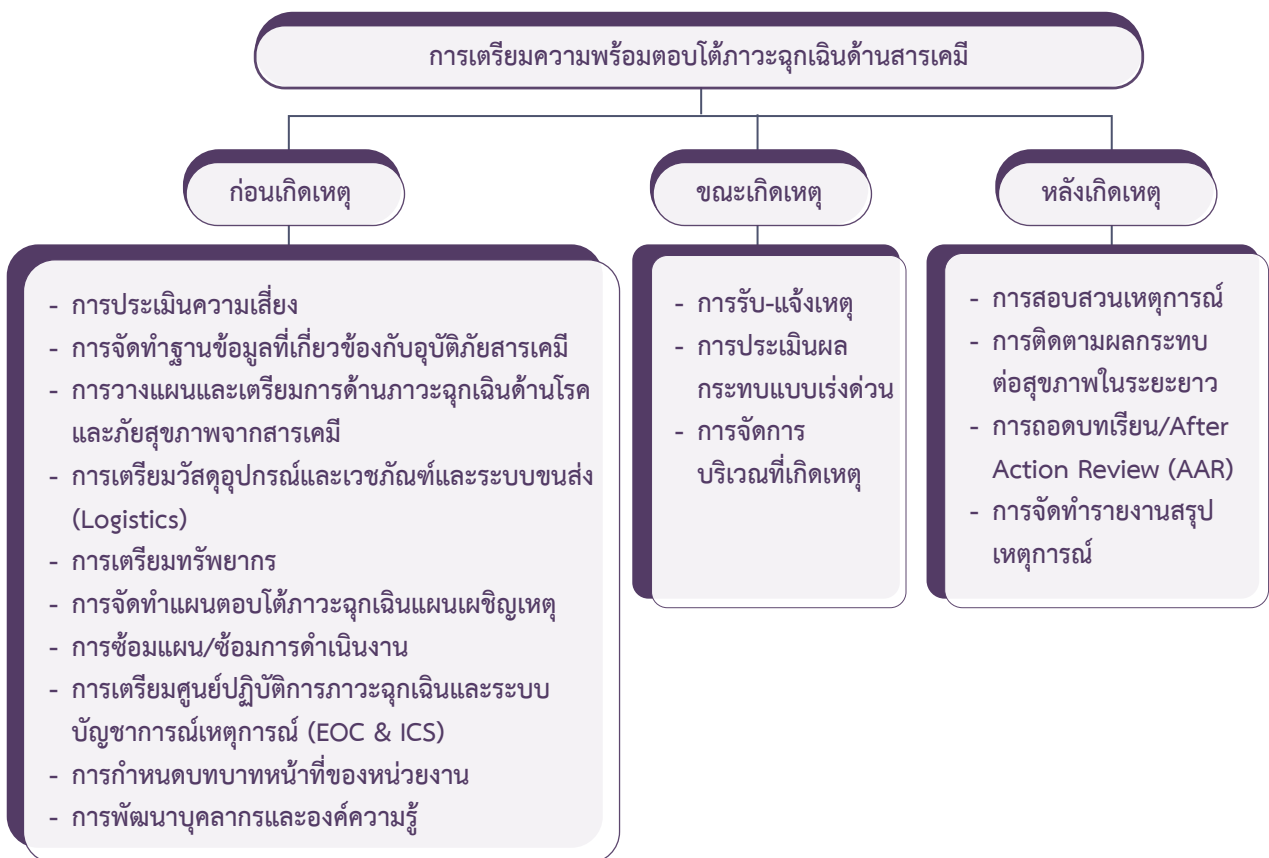 การเตรียมความพร้อมตอบโต้ภาวะฉุกเฉินด้านสารเคมี
ก่อนเกิดเหตุ
- การประเมินความเสี่ยง
- การจัดทำฐานข้อมูลที่เกี่ยวข้องกับอุบัติภัยสารเคมี
- การวางแผนและเตรียมการด้านภาวะฉุกเฉินด้านโรค
และภัยสุขภาพจากสารเคมี
- การเตรียมวัสดุอุปกรณ์และเวชภัณฑ์และระบบขนส่ง
(Logistics)
- การเตรียมทรัพยากร
- การจัดทำแผนตอบโต้ภาวะฉุกเฉินแผนเผชิญเหตุ
- การซ้อมแผน/ซ้อมการดำเนินงาน
- การเตรียมศูนย์ปฏิบัติการภาวะฉุกเฉินและระบบ
บัญชาการณ์เหตุการณ์ (EOC & ICS)
- การกำหนดบทบาทหน้าที่ของหน่วยงาน
- การพัฒนาบุคลากรและองค์ความรู้
ขณะเกิดเหตุ
- การรับ-แจ้งเหตุ
- การประเมินผล
กระทบแบบเร่งด่วน
- การจัดการ
บริเวณที่เกิดเหตุ
หลังเกิดเหตุ
- การสอบสวนเหตุการณ์
- การติดตามผลกระทบ
ต่อสุขภาพในระยะยาว
- การถอดบทเรียน/After
Action Review (AAR)
- การจัดทำรายงานสรุป
เหตุการณ์